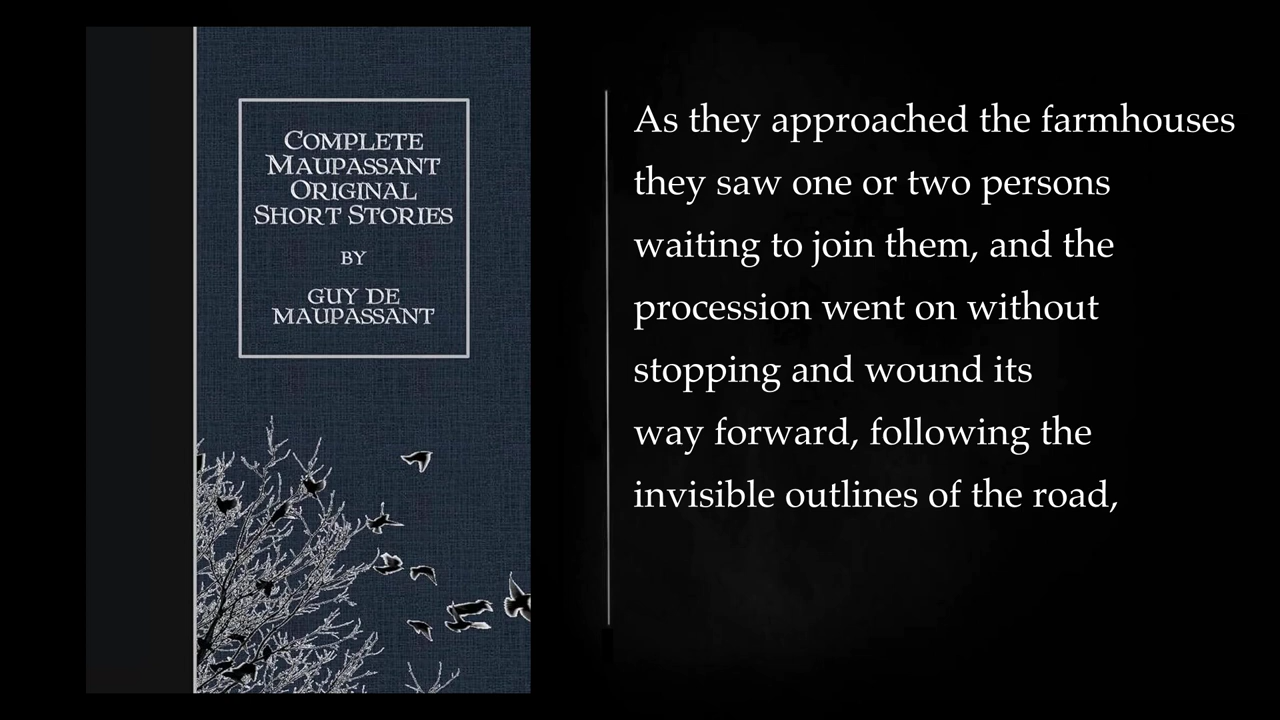 COMPLETE
MAUPASSANT
ORIGINAL
SHORT STORIES
BY
GUY DE
MAUPASSANT
As they approached the farmhouses
they saw one or two persons
waiting to join them, and the
procession went on without
stopping and wound its
way forward, following the
invisible outlines of the road,